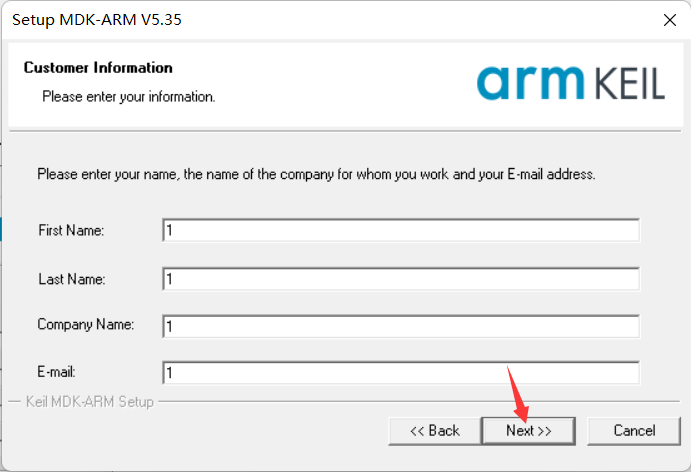 Setup MDK-ARM V5.35
Customer Information
Please enter your information.
arm KEIL
Please enter your name, the name of the company for whom you work and your E-mail address.
First Name: 1
Last Name: 1
Company Name: 1
E-mail: 1
Keil MDK-ARM Setup
<< Back Next >> Cancel